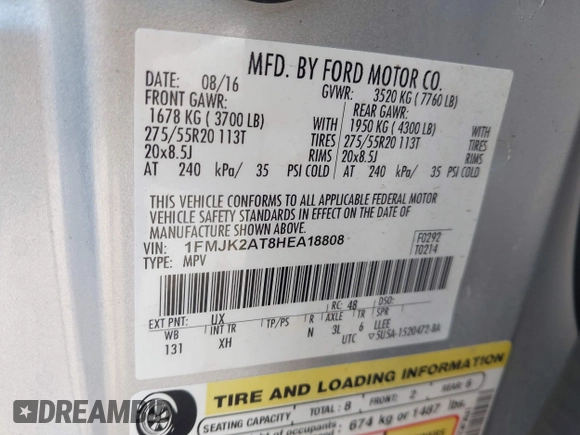 MFD. BY FORD MOTOR CO.
DATE: 08/16
GVWR: 3520 KG ( 7760 LB)
FRONT GAWR:
REAR GAWR:
1678 KG ( 3700 LB) WITH 1950 KG ( 4300 LB) WITH
275/55R20 113T TIRES 275/55R20 113T TIRES
20x8.5J RIMS 20x8.5J RIMS
AT 240 kPa/ 35 PSI COLD AT 240 kPa/ 35 PSI COLD
THIS VEHICLE CONFORMS TO ALL APPLICABLE FEDERAL MOTOR
VEHICLE SAFETY STANDARDS IN EFFECT ON THE DATE OF
MANUFACTURE SHOWN ABOVE.
VIN: 1FMJK2AT8HEA18808
F0292
TYPE: MPV
T0214
EXT PNT: UX RC: 48 DSO:
WB INT TR TP/PS R AXLE TR SPR
131 XH N 3L 6 LLEE
UTC 5U5A-1520472-BA
TIRE AND LOADING INFORMATION
SEATING CAPACITY TOTAL: 8 FRONT: 2 REAR: 6
of occupants 674 kg or 1487 lbs.
DREAMB